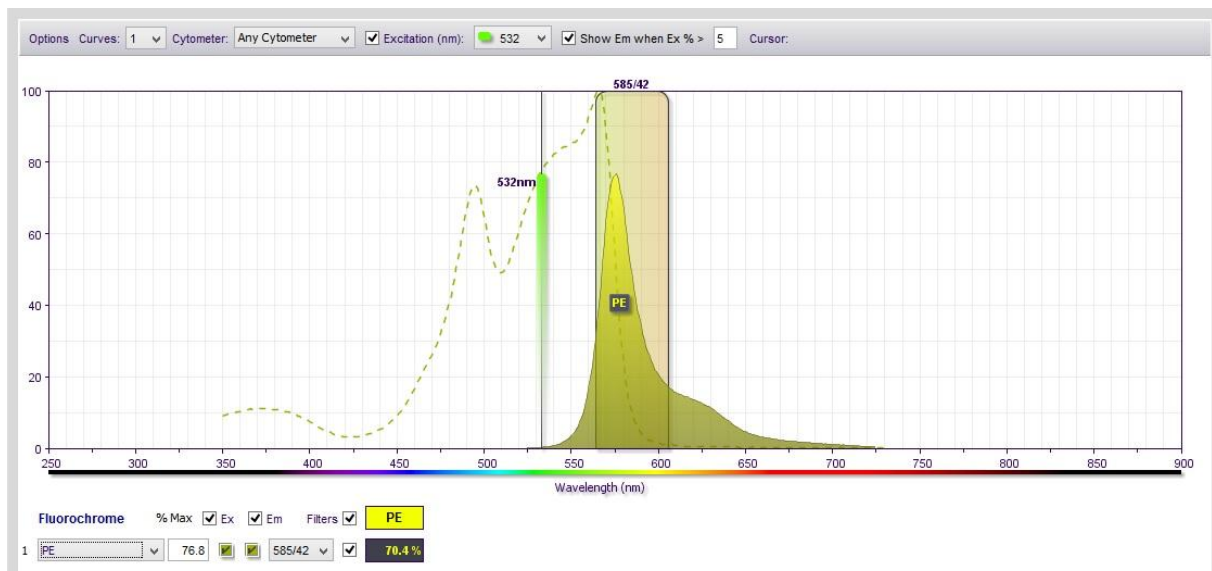 Options Curves: 1 Cytometer: Any Cytometer Excitation (nm): 532 Show Em when Ex % > 5 Cursor:
585/42
100
80
532nm
60
40
PE
20
0
250 300 350 400 450 500 550 600 650 700 750 800 850 900
Wavelength (nm)
Fluorochrome % Max Ex Em Filters PE
1 PE 76.8 585/42 70.4 %